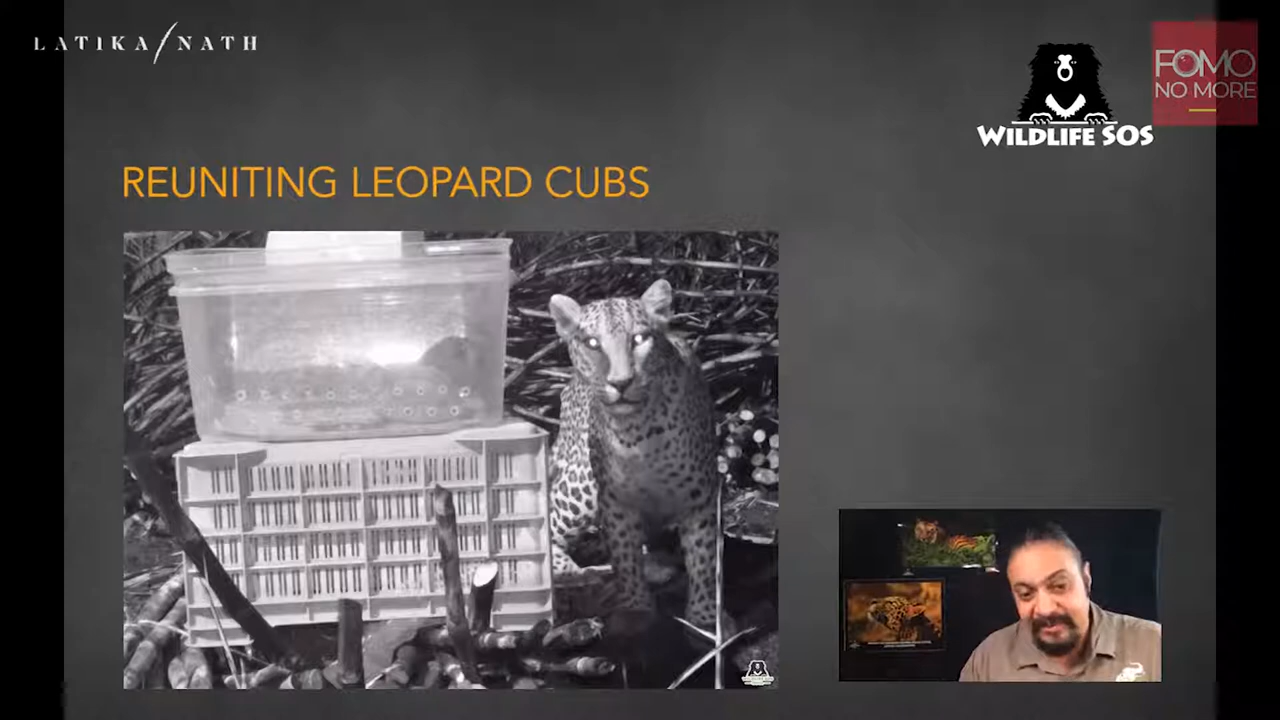 LATIKA/NATH
FOMO
NO MORE
WILDLIFE SOS
REUNITING LEOPARD CUBS